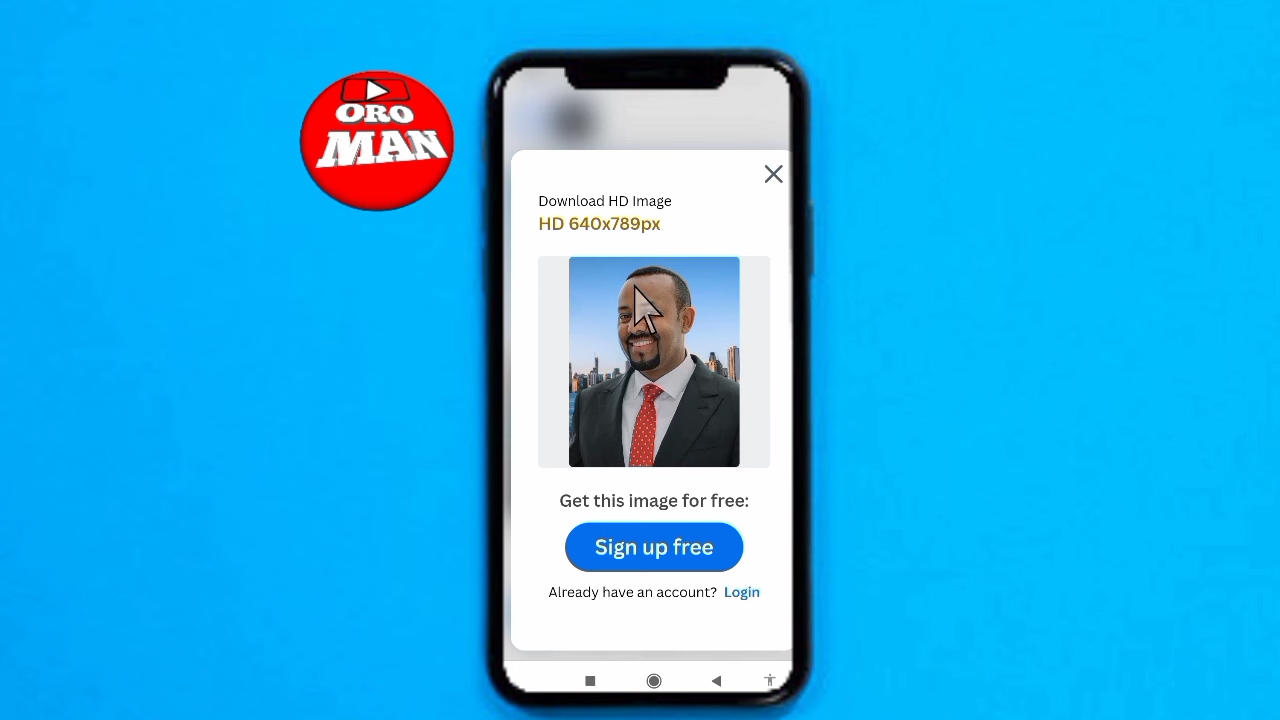 ORO
MAN
Download HD Image
HD 640x789px
Get this image for free:
Sign up free
Already have an account? Login